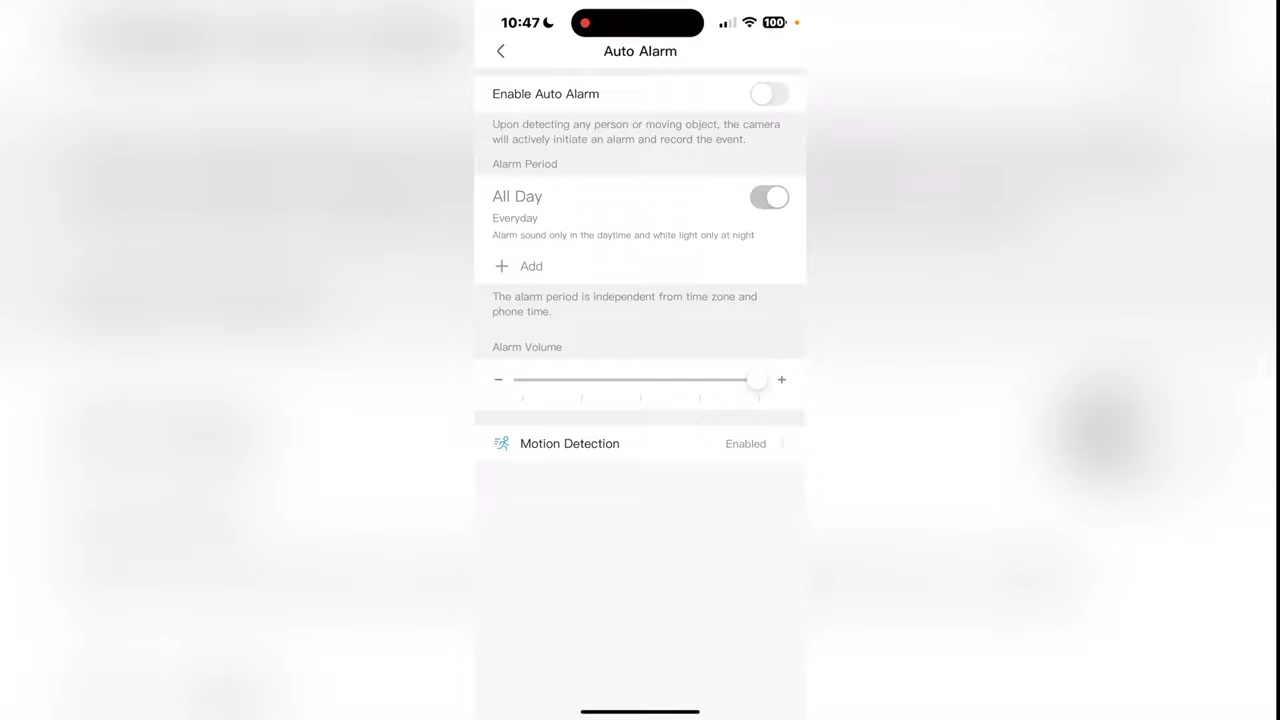 10:47
100
Auto Alarm
Enable Auto Alarm
Upon detecting any person or moving object, the camera
will actively initiate an alarm and record the event.
Alarm Period
All Day
Everyday
Alarm sound only in the daytime and white light only at night
+ Add
The alarm period is independent from time zone and
phone time.
Alarm Volume
- +
Motion Detection Enabled